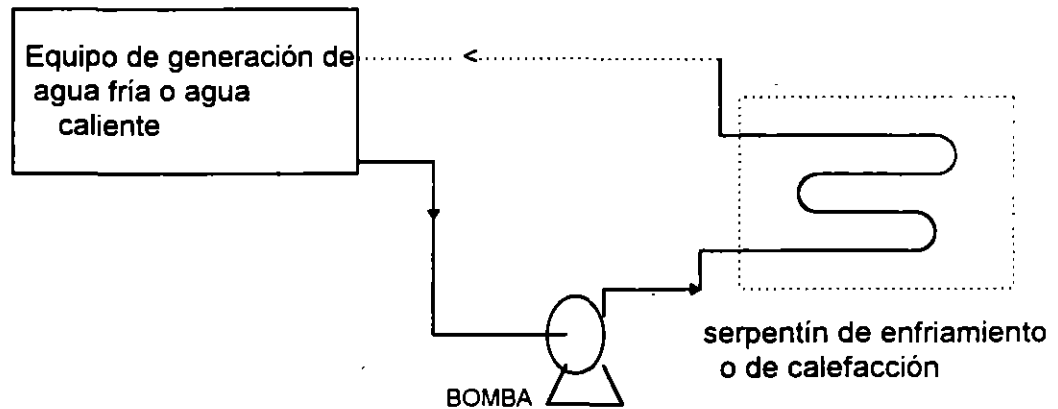 Equipo de generación de
agua fría o agua
caliente
serpentín de enfriamiento
o de calefacción
BOMBA